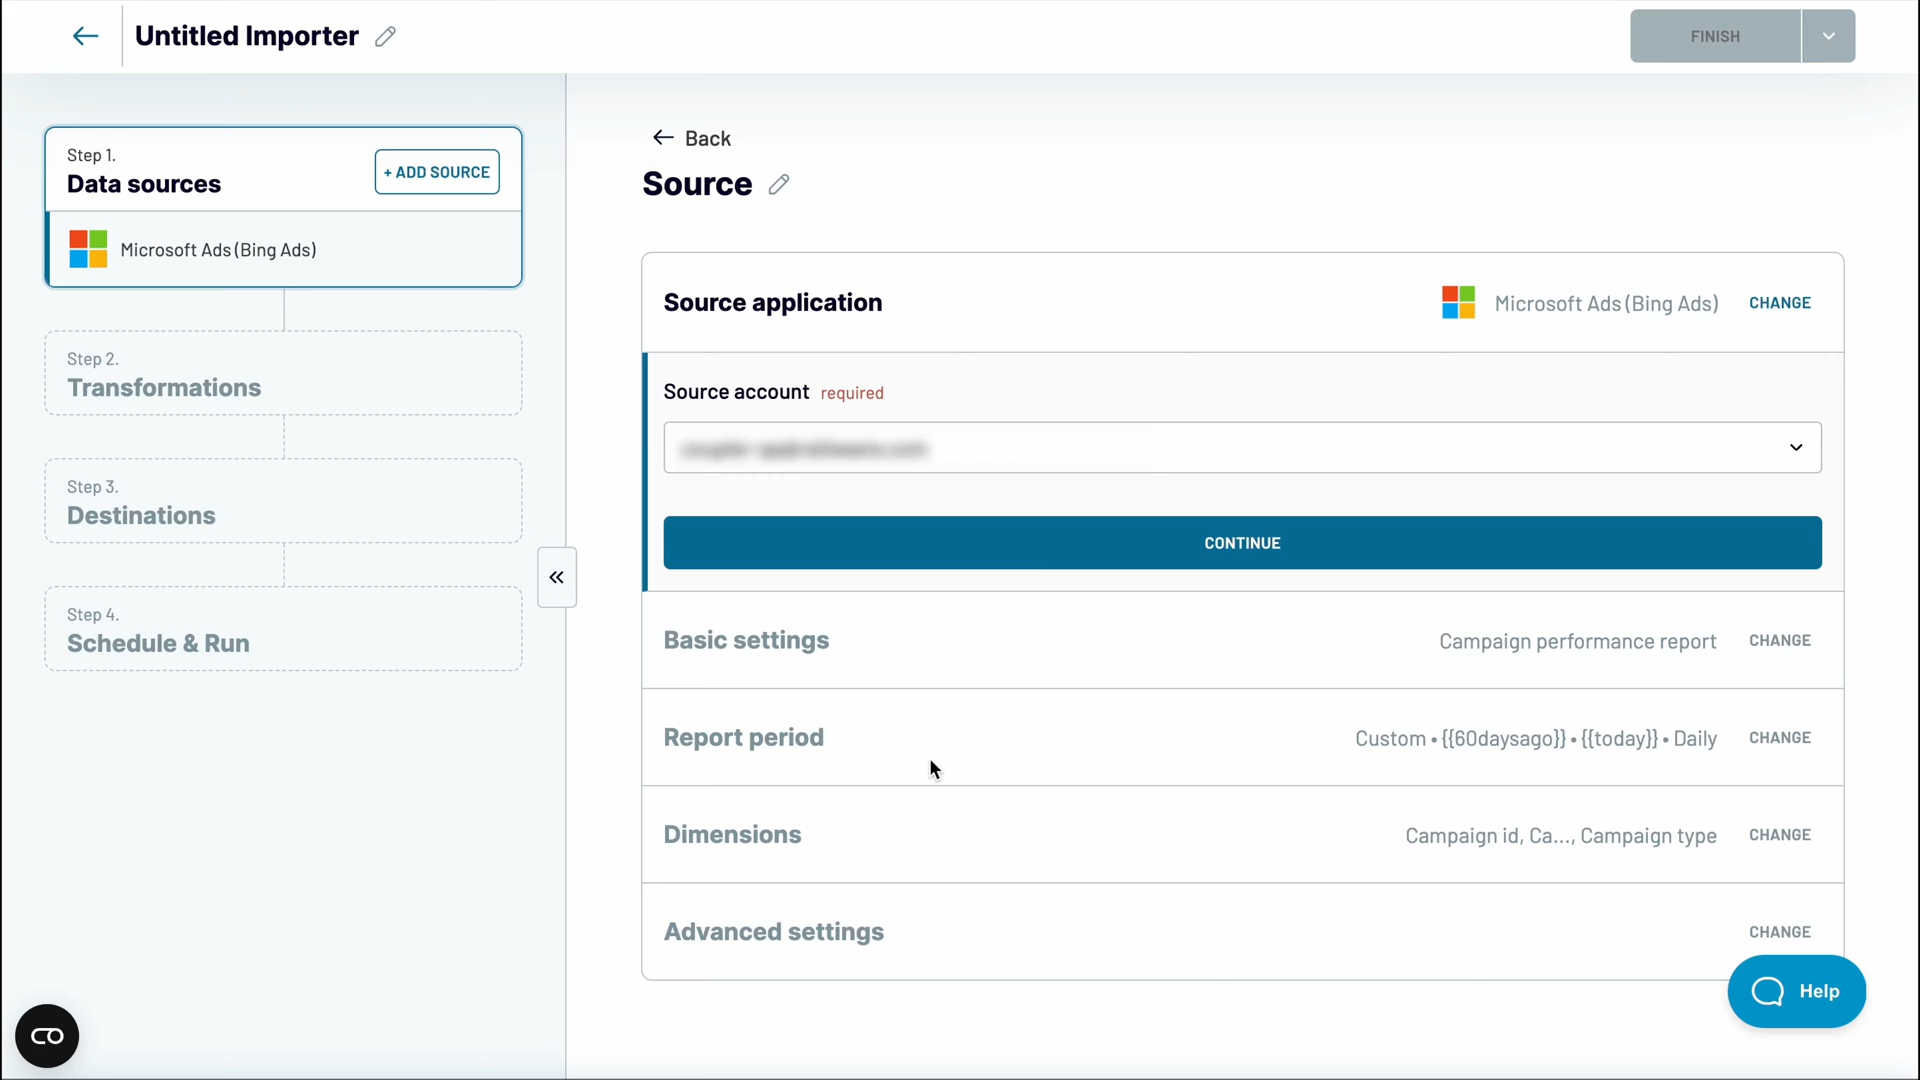 Untitled Importer
FINISH
Step 1.
Data sources
+ ADD SOURCE
Microsoft Ads (Bing Ads)
Step 2.
Transformations
Step 3.
Destinations
Step 4.
Schedule & Run
Back
Source
Source application
Microsoft Ads (Bing Ads)
CHANGE
Source account required
CONTINUE
Basic settings
Campaign performance report
CHANGE
Report period
Custom • {{60daysago}} • {{today}} • Daily
CHANGE
Dimensions
Campaign id, Ca..., Campaign type
CHANGE
Advanced settings
CHANGE
Help